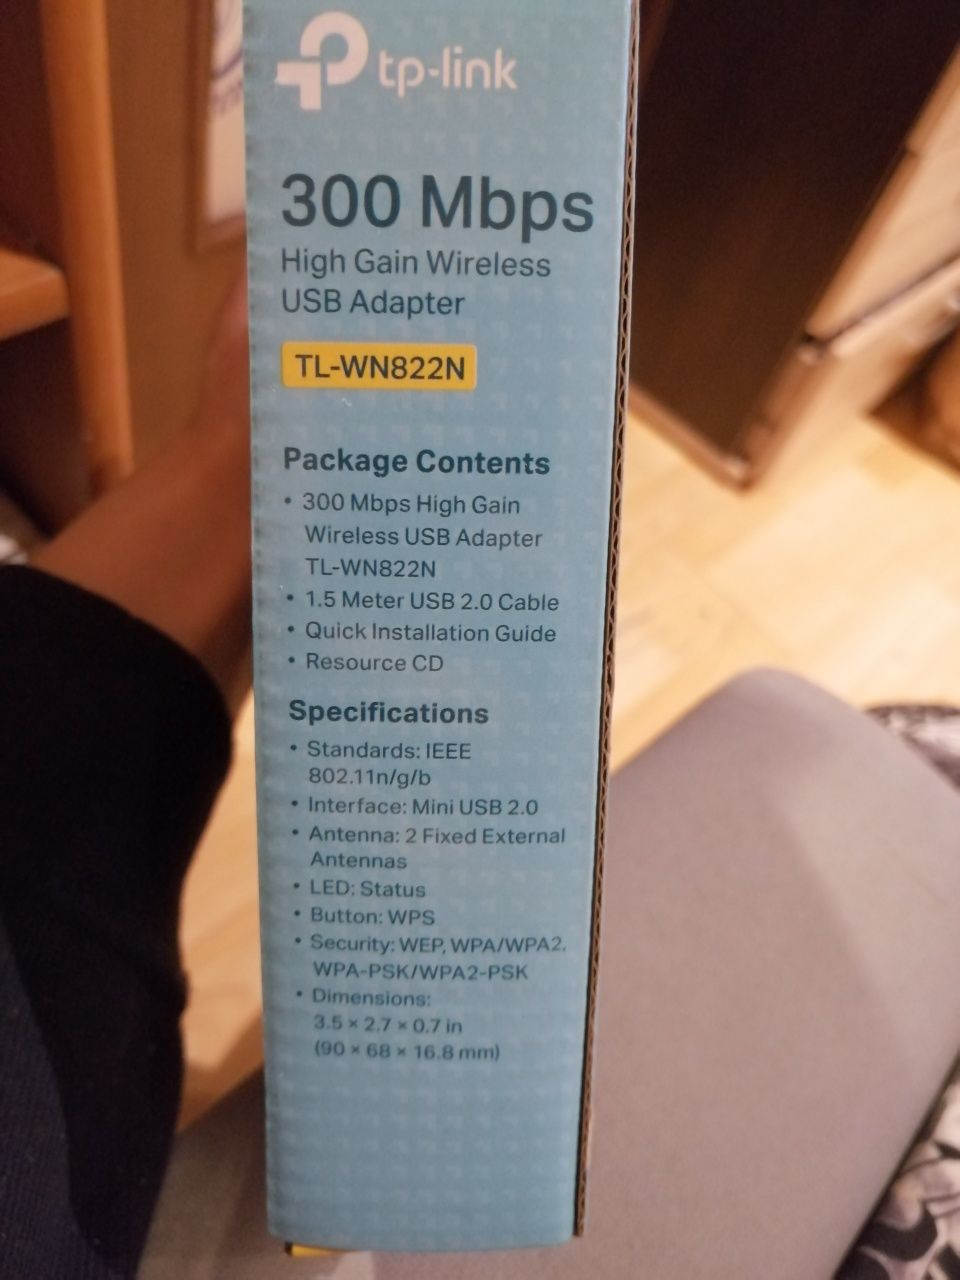 tp-link
300 Mbps
High Gain Wireless
USB Adapter
TL-WN822N
Package Contents
• 300 Mbps High Gain
Wireless USB Adapter
TL-WN822N
• 1.5 Meter USB 2.0 Cable
• Quick Installation Guide
• Resource CD
Specifications
• Standards: IEEE
802.11n/g/b
• Interface: Mini USB 2.0
• Antenna: 2 Fixed External
Antennas
• LED: Status
• Button: WPS
• Security: WEP, WPA/WPA2,
WPA-PSK/WPA2-PSK
• Dimensions:
3.5 × 2.7 × 0.7 in
(90 × 68 × 16.8 mm)